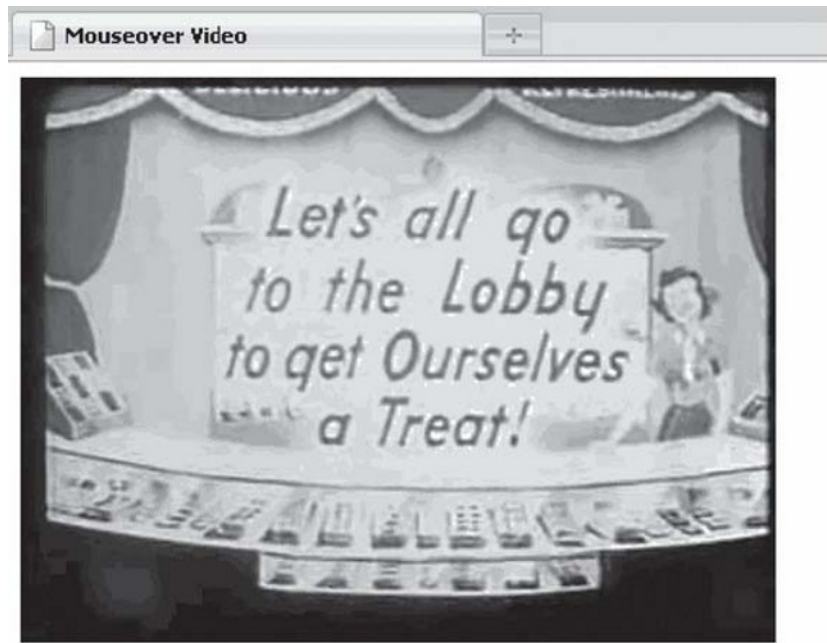 Mouseover Video
Let's all go
to the Lobby
to get Ourselves
a Treat!